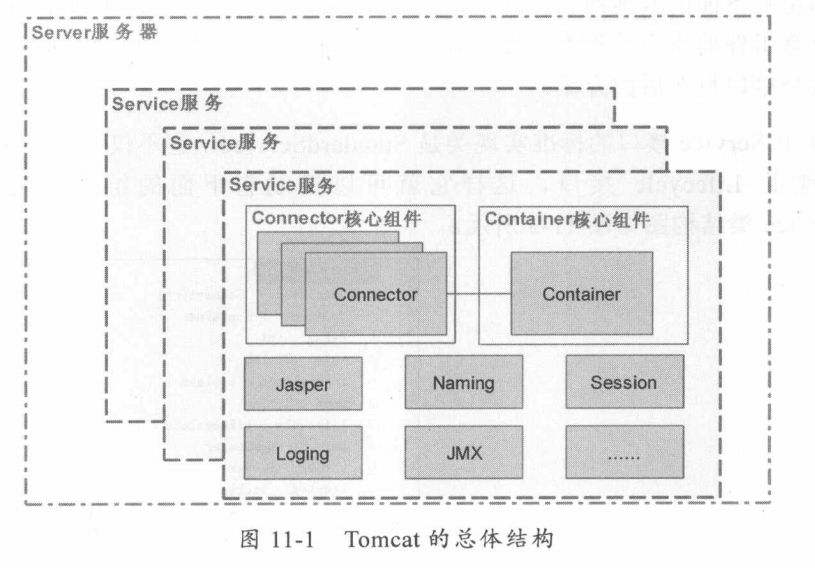 Server服务器
Service服务
Service服务
Service服务
Connector核心组件
Container核心组件
Connector
Container
Jasper
Naming
Session
Loging
JMX
......
图 11-1 Tomcat 的总体结构